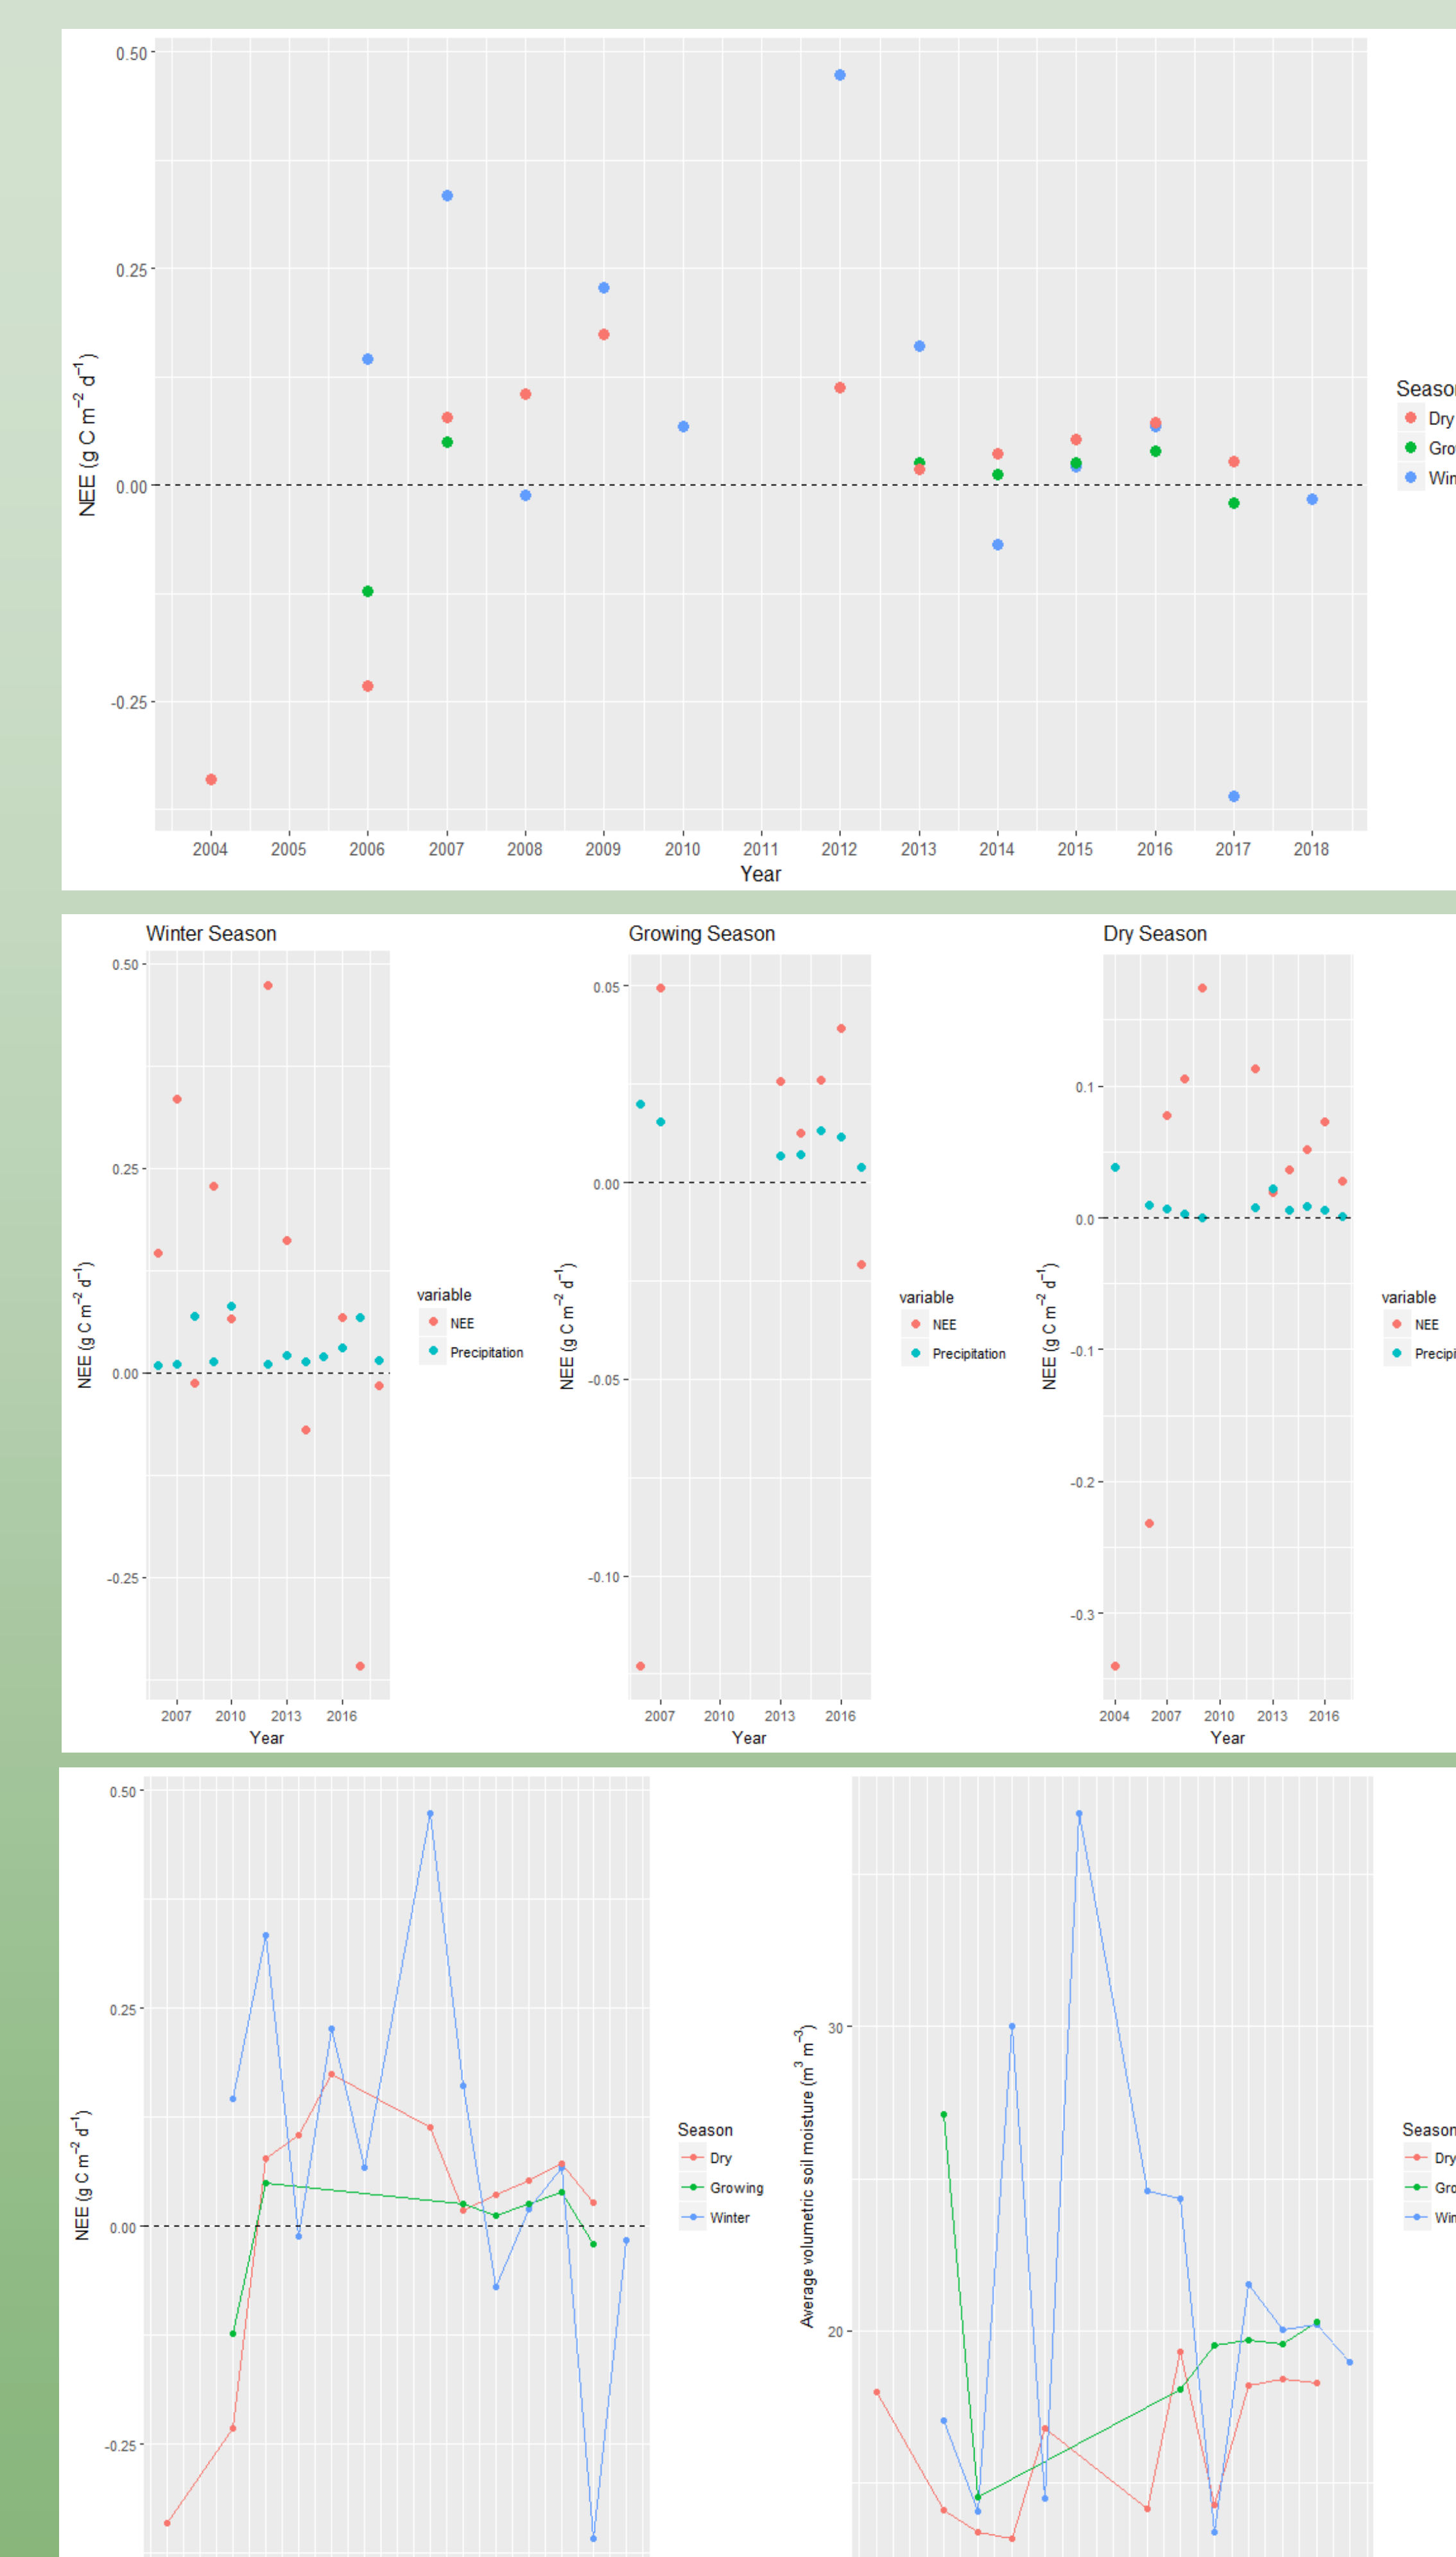 0.50
0.25
0.00
-0.25
NEE (g C m⁻² d⁻¹)
2004 2005 2006 2007 2008 2009 2010 2011 2012 2013 2014 2015 2016 2017 2018
Year
Dry
Winter Season
0.50
0.25
0.00
-0.25
NEE (g C m⁻² d⁻¹)
2007 2010 2013 2016
Year
variable
NEE
Precipitation
Growing Season
0.05
0.00
-0.05
-0.10
NEE (g C m⁻² d⁻¹)
2007 2010 2013 2016
Year
variable
NEE
Precipitation
Dry Season
0.1
0.0
-0.1
-0.2
-0.3
NEE (g C m⁻² d⁻¹)
2004 2007 2010 2013 2016
Year
variable
NEE
0.50
0.25
0.00
-0.25
NEE (g C m⁻² d⁻¹)
Season
Dry
Growing
Winter
30
20
Average volumetric soil moisture (m³ m⁻³)
Season
Dry